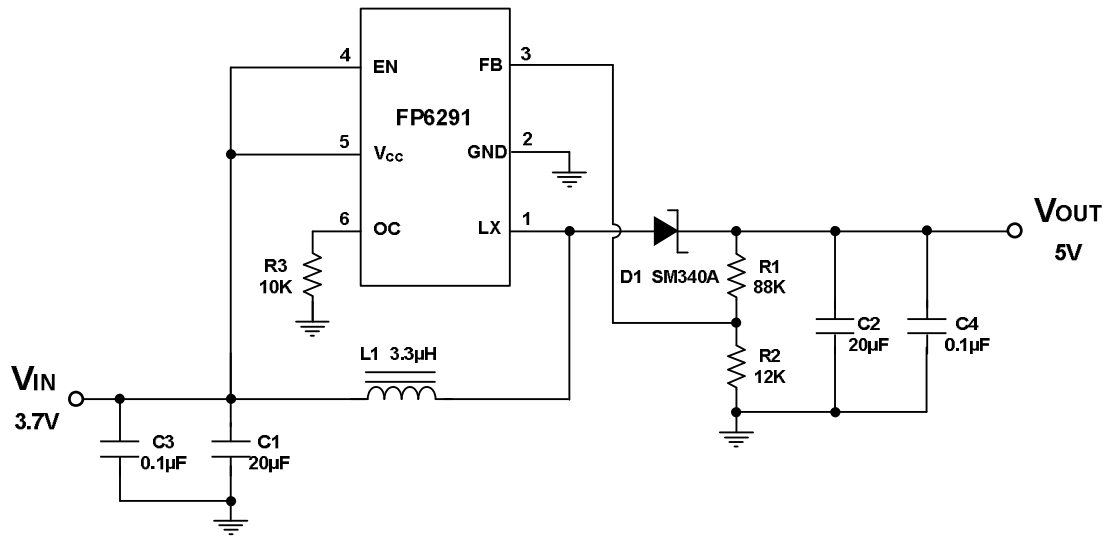 4
EN
FB
3
FP6291
5
VCC
GND
2
6
OC
LX
1
R3
10K
D1 SM340A
R1
88K
VOUT
5V
C2
20µF
C4
0.1µF
L1 3.3µH
R2
12K
VIN
3.7V
C3
0.1µF
C1
20µF